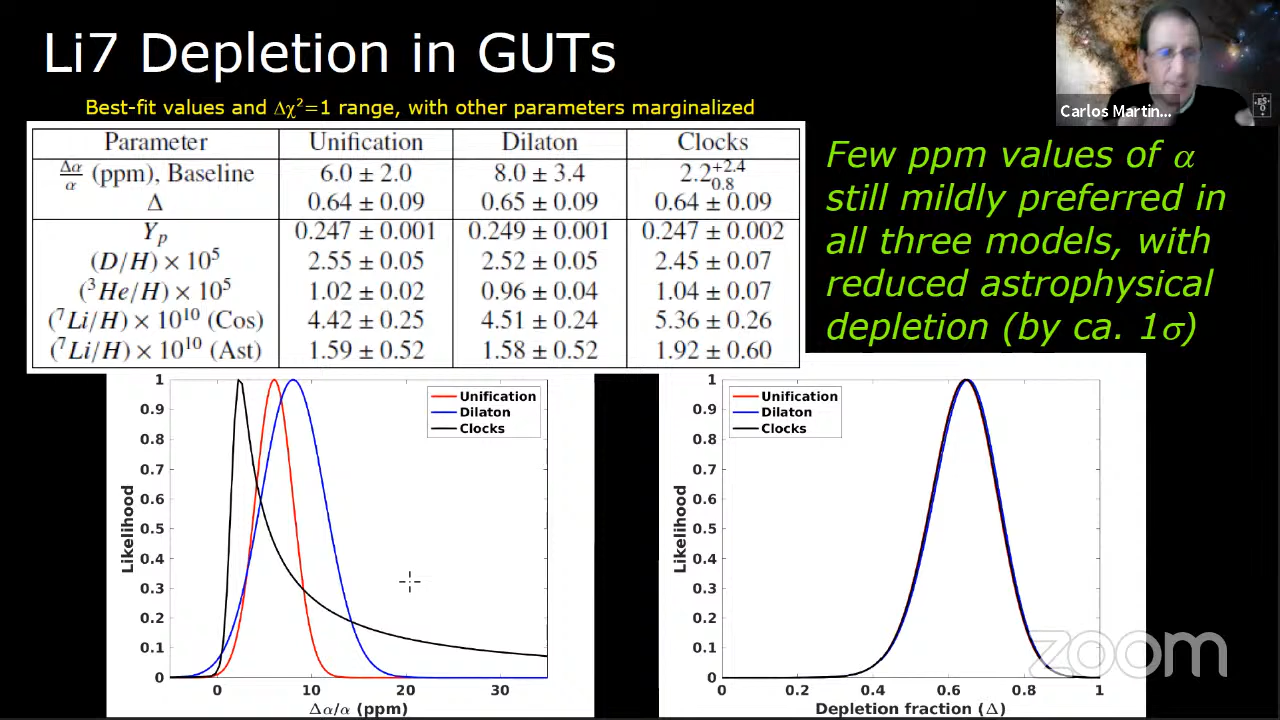 Li7 Depletion in GUTs
Best-fit values and Δχ²=1 range, with other parameters marginalized
Parameter Unification Dilaton Clocks
Δα/α (ppm), Baseline 6.0 ± 2.0 8.0 ± 3.4 2.2 +2.4 0.8
Δ 0.64 ± 0.09 0.65 ± 0.09 0.64 ± 0.09
Yp 0.247 ± 0.001 0.249 ± 0.001 0.247 ± 0.002
(D/H) × 10⁵ 2.55 ± 0.05 2.52 ± 0.05 2.45 ± 0.07
(³He/H) × 10⁵ 1.02 ± 0.02 0.96 ± 0.04 1.04 ± 0.07
(⁷Li/H) × 10¹⁰ (Cos) 4.42 ± 0.25 4.51 ± 0.24 5.36 ± 0.26
(⁷Li/H) × 10¹⁰ (Ast) 1.59 ± 0.52 1.58 ± 0.52 1.92 ± 0.60
Carlos Martin...
Few ppm values of α
still mildly preferred in
all three models, with
reduced astrophysical
depletion (by ca. 1σ)
Likelihood
1
0.9
0.8
0.7
0.6
0.5
0.4
0.3
0.2
0.1
0
Unification
Dilaton
Clocks
0 10 20 30
Δα/α (ppm)
Likelihood
1
0.9
0.8
0.7
0.6
0.5
0.4
0.3
0.2
0.1
0
Unification
Dilaton
Clocks
0 0.2 0.4 0.6 0.8 1
Depletion fraction (Δ)
zoom